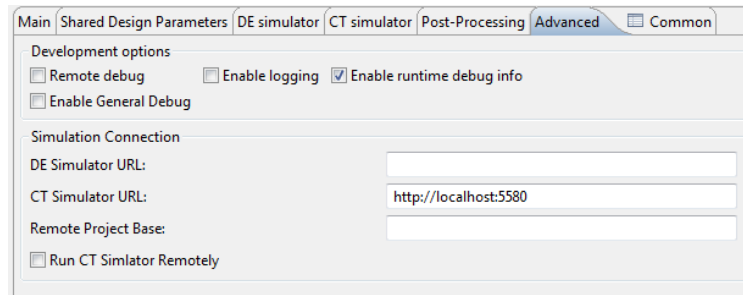 Main Shared Design Parameters DE simulator CT simulator Post-Processing Advanced Common
Development options
Remote debug Enable logging Enable runtime debug info
Enable General Debug
Simulation Connection
DE Simulator URL:
CT Simulator URL: http://localhost:5580
Remote Project Base:
Run CT Simlator Remotely